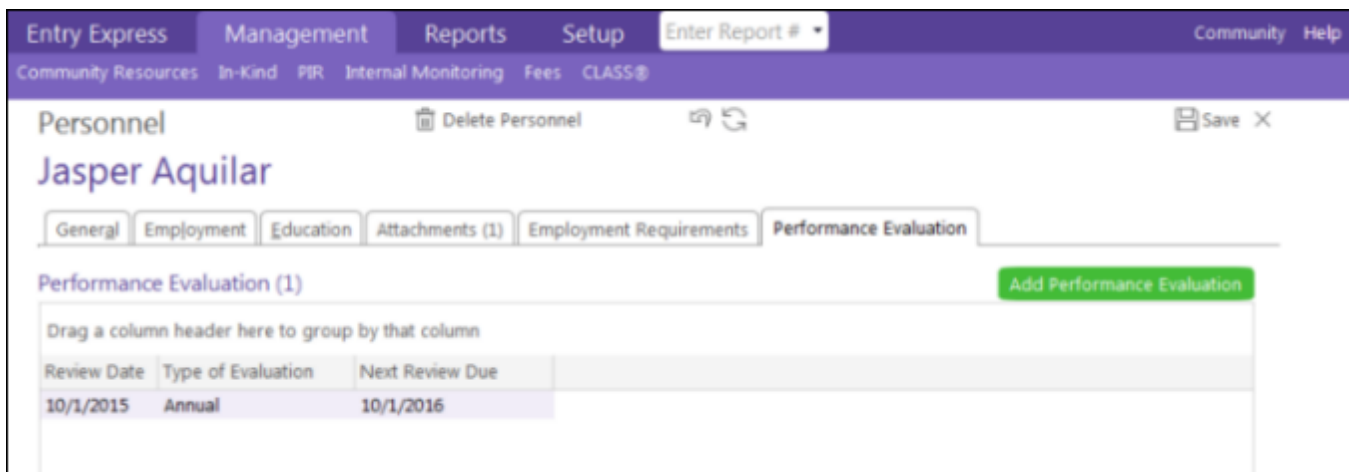 Entry Express Management Reports Setup Enter Report # Community Help
Community Resources In-Kind PIR Internal Monitoring Fees CLASS®
Personnel Delete Personnel Save
Jasper Aquilar
General Employment Education Attachments (1) Employment Requirements Performance Evaluation
Performance Evaluation (1) Add Performance Evaluation
Drag a column header here to group by that column
Review Date Type of Evaluation Next Review Due
10/1/2015 Annual 10/1/2016